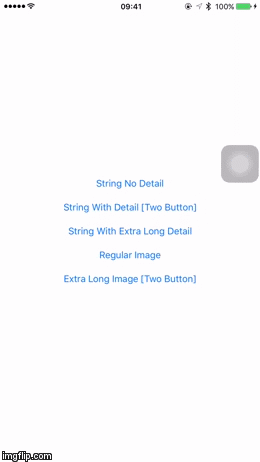 09:41
100%
String No Detail
String With Detail [Two Button]
String With Extra Long Detail
Regular Image
Extra Long Image [Two Button]
imgflip.com